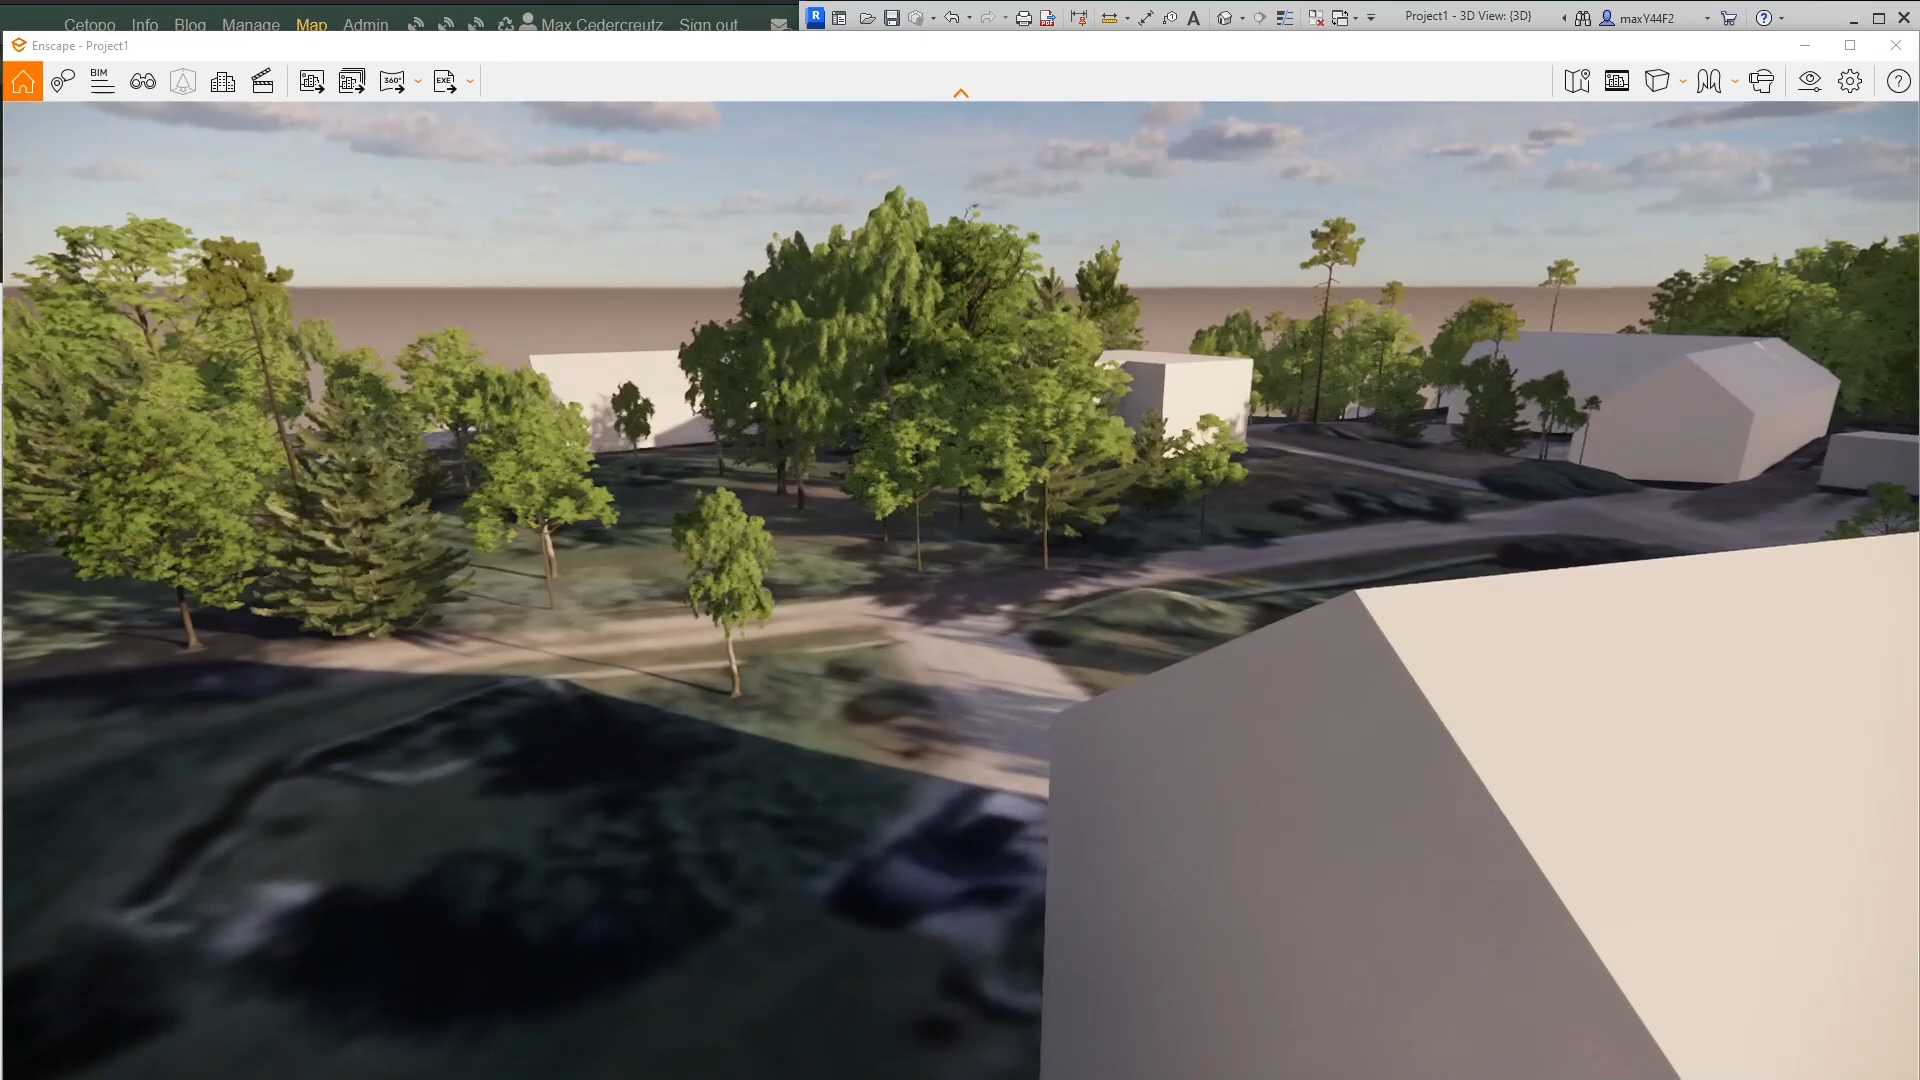 Cetopo Info Blog Manage Map Admin Max Cedercreutz Sign out
R A Project1 - 3D View: {3D} maxY44F2 ?
Enscape - Project1
BIM 360° EXE ?